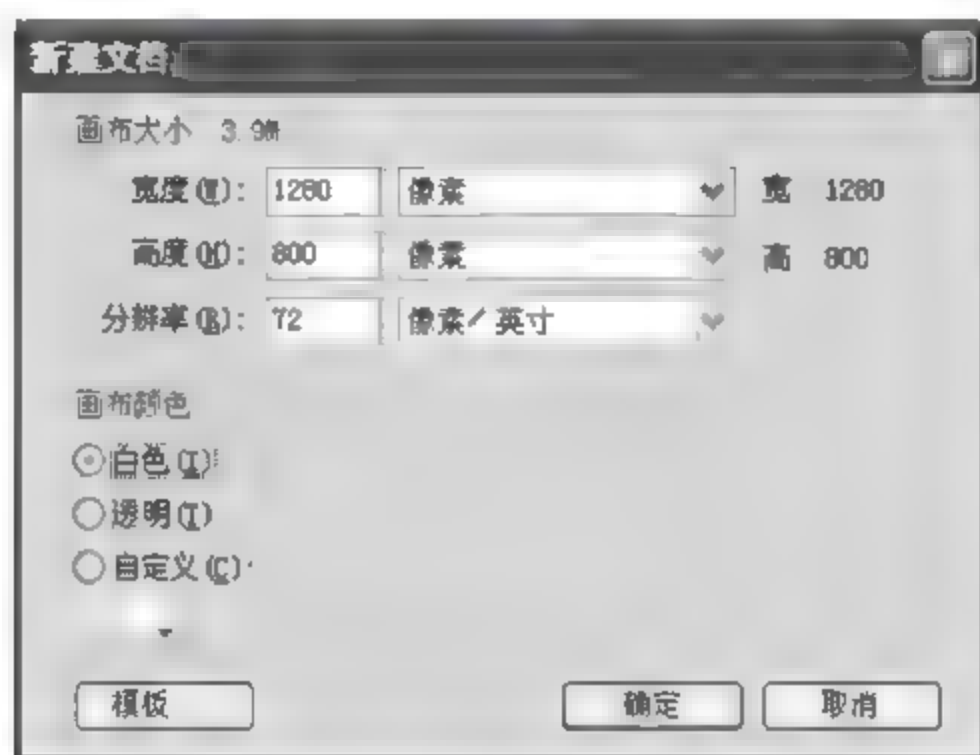 新建文档
画布大小 3.9M
宽度(W): 1280 像素 宽 1280
高度(H): 800 像素 高 800
分辨率(R): 72 像素/英寸
画布颜色
白色(I)
透明(T)
自定义(C)
模板 确定 取消